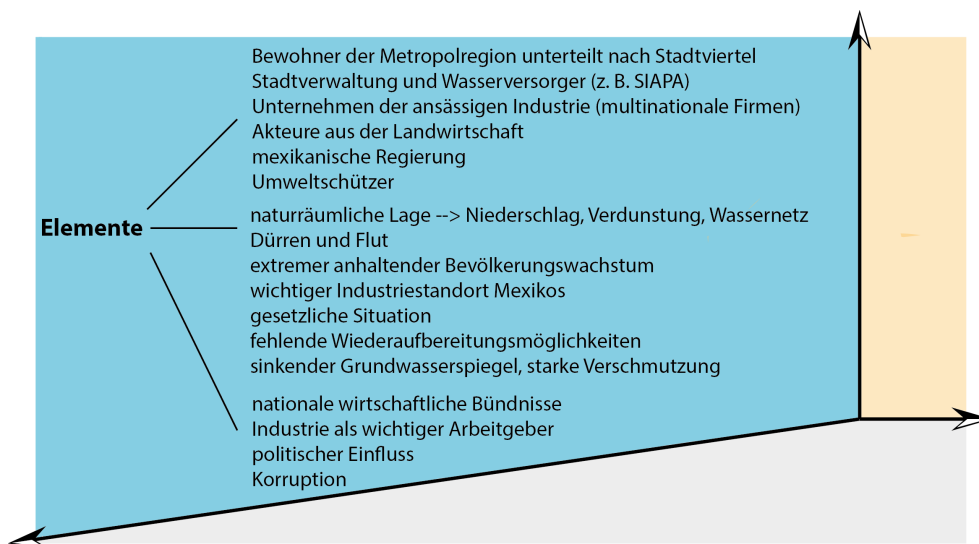 Bewohner der Metropolregion unterteilt nach Stadtviertel
Stadtverwaltung und Wasserversorger (z. B. SIAPA)
Unternehmen der ansässigen Industrie (multinationale Firmen)
Akteure aus der Landwirtschaft
mexikanische Regierung
Umweltschützer
Elemente
naturräumliche Lage --> Niederschlag, Verdunstung, Wassernetz
Dürren und Flut
extremer anhaltender Bevölkerungswachstum
wichtiger Industriestandort Mexikos
gesetzliche Situation
fehlende Wiederaufbereitungsmöglichkeiten
sinkender Grundwasserspiegel, starke Verschmutzung
nationale wirtschaftliche Bündnisse
Industrie als wichtiger Arbeitgeber
politischer Einfluss
Korruption